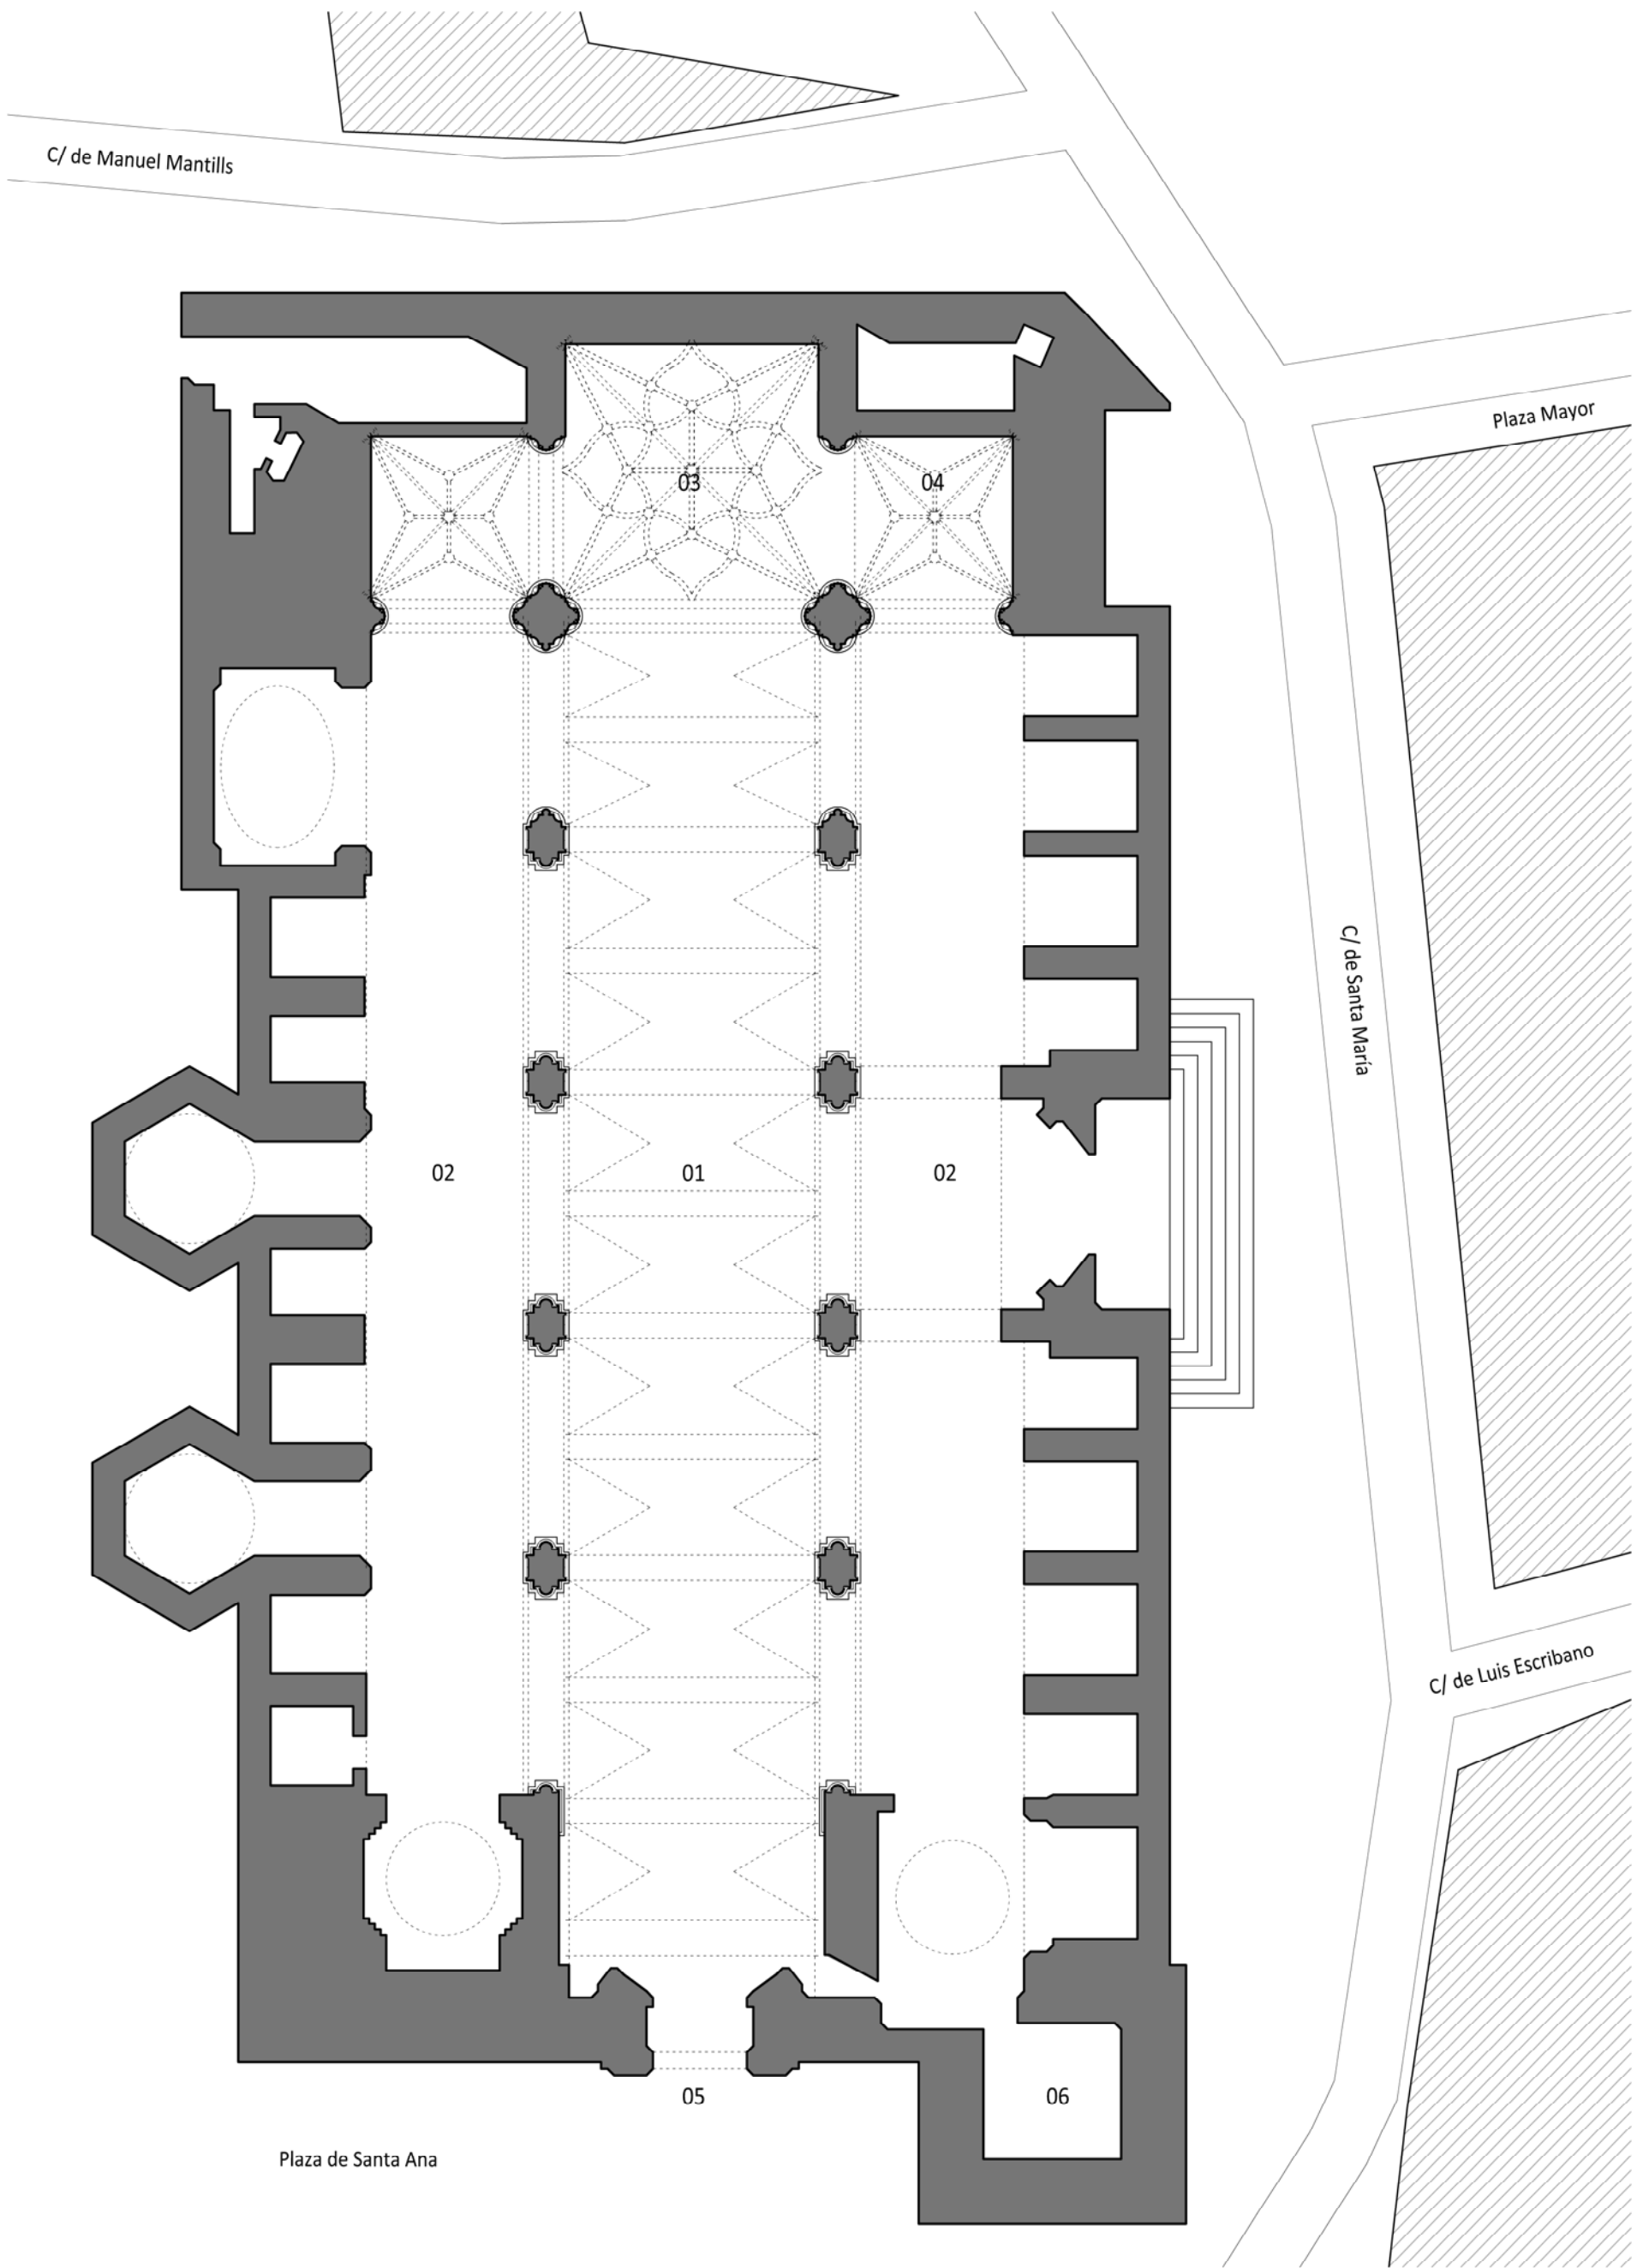 C/ de Manuel Mantills
Plaza Mayor
03
04
C/ de Santa María
02
01
02
C/ de Luis Escribano
05
06
Plaza de Santa Ana